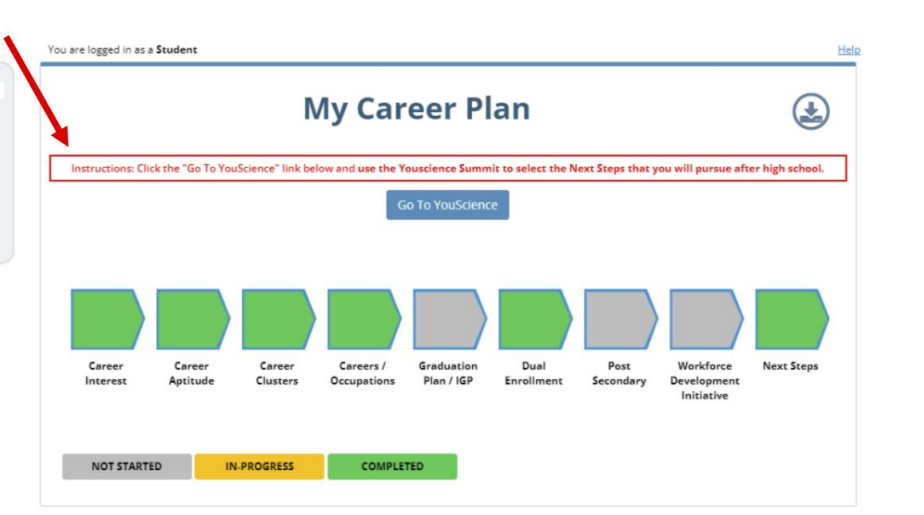 You are logged in as a Student
Help
My Career Plan
Instructions: Click the "Go To YouScience" link below and use the Youscience Summit to select the Next Steps that you will pursue after high school.
Go To YouScience
Career Interest
Career Aptitude
Career Clusters
Careers / Occupations
Graduation Plan / IGP
Dual Enrollment
Post Secondary
Workforce Development Initiative
Next Steps
NOT STARTED
IN-PROGRESS
COMPLETED